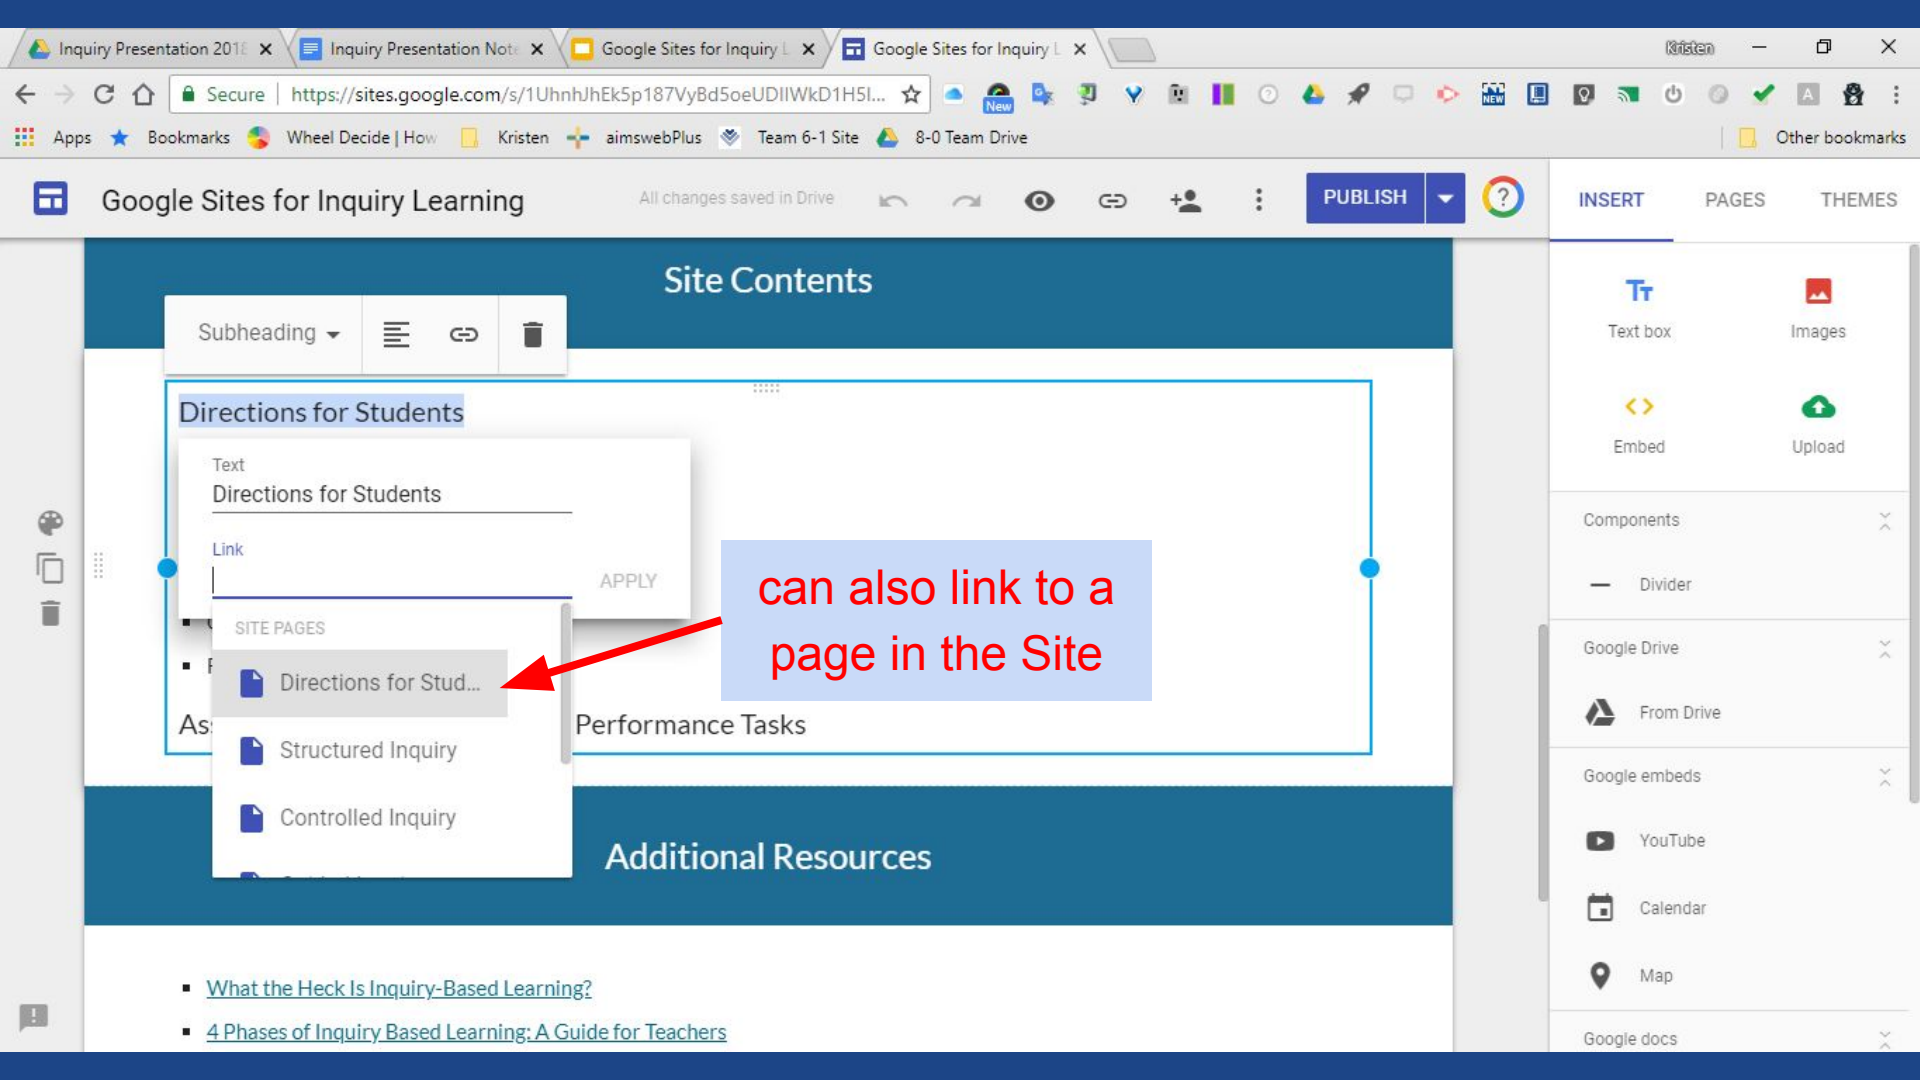 Inquiry Presentation 2018
Inquiry Presentation Note
Google Sites for Inquiry L
Google Sites for Inquiry L
Kristen
Secure
https://sites.google.com/s/1UhnhJhEk5p187VyBd5oeUDIIWkD1H5I...
New
NEW
Apps
Bookmarks
Wheel Decide | How
Kristen
aimswebPlus
Team 6-1 Site
8-0 Team Drive
Other bookmarks
Google Sites for Inquiry Learning
All changes saved in Drive
PUBLISH
?
INSERT
PAGES
THEMES
Site Contents
Subheading
Directions for Students
Text
Directions for Students
Link
APPLY
SITE PAGES
Directions for Stud...
Structured Inquiry
Controlled Inquiry
Performance Tasks
can also link to a
page in the Site
Additional Resources
What the Heck Is Inquiry-Based Learning?
4 Phases of Inquiry Based Learning: A Guide for Teachers
Text box
Images
Embed
Upload
Components
Divider
Google Drive
From Drive
Google embeds
YouTube
Calendar
Map
Google docs